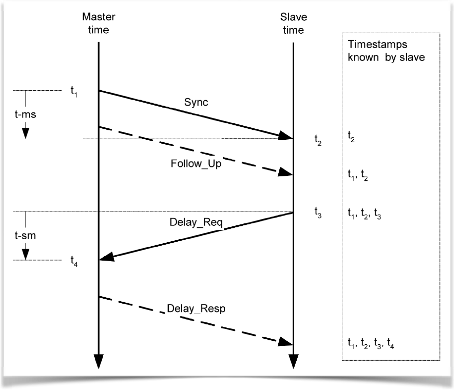 Master
time
Slave
time
Timestamps
known by slave
t1
Sync
t-ms
t2
t2
Follow_Up
t1, t2
t3
t1, t2, t3
Delay_Req
t-sm
t4
Delay_Resp
t1, t2, t3, t4